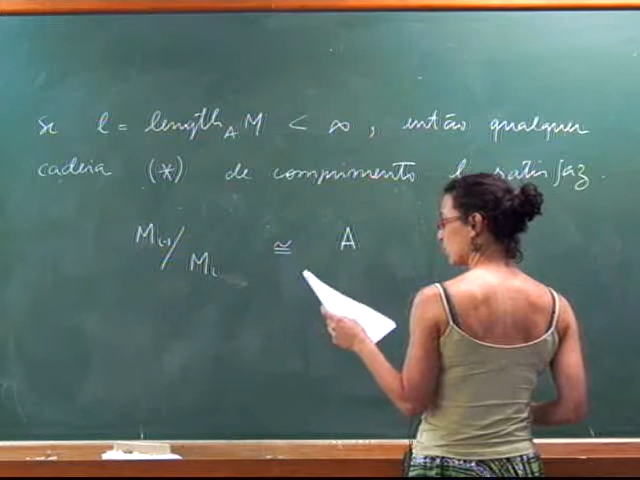 se l = length_A M < ∞, então qualquer
cadeia (*) de comprimento l satisfaz.
M_{i-1}/M_i ≅ A